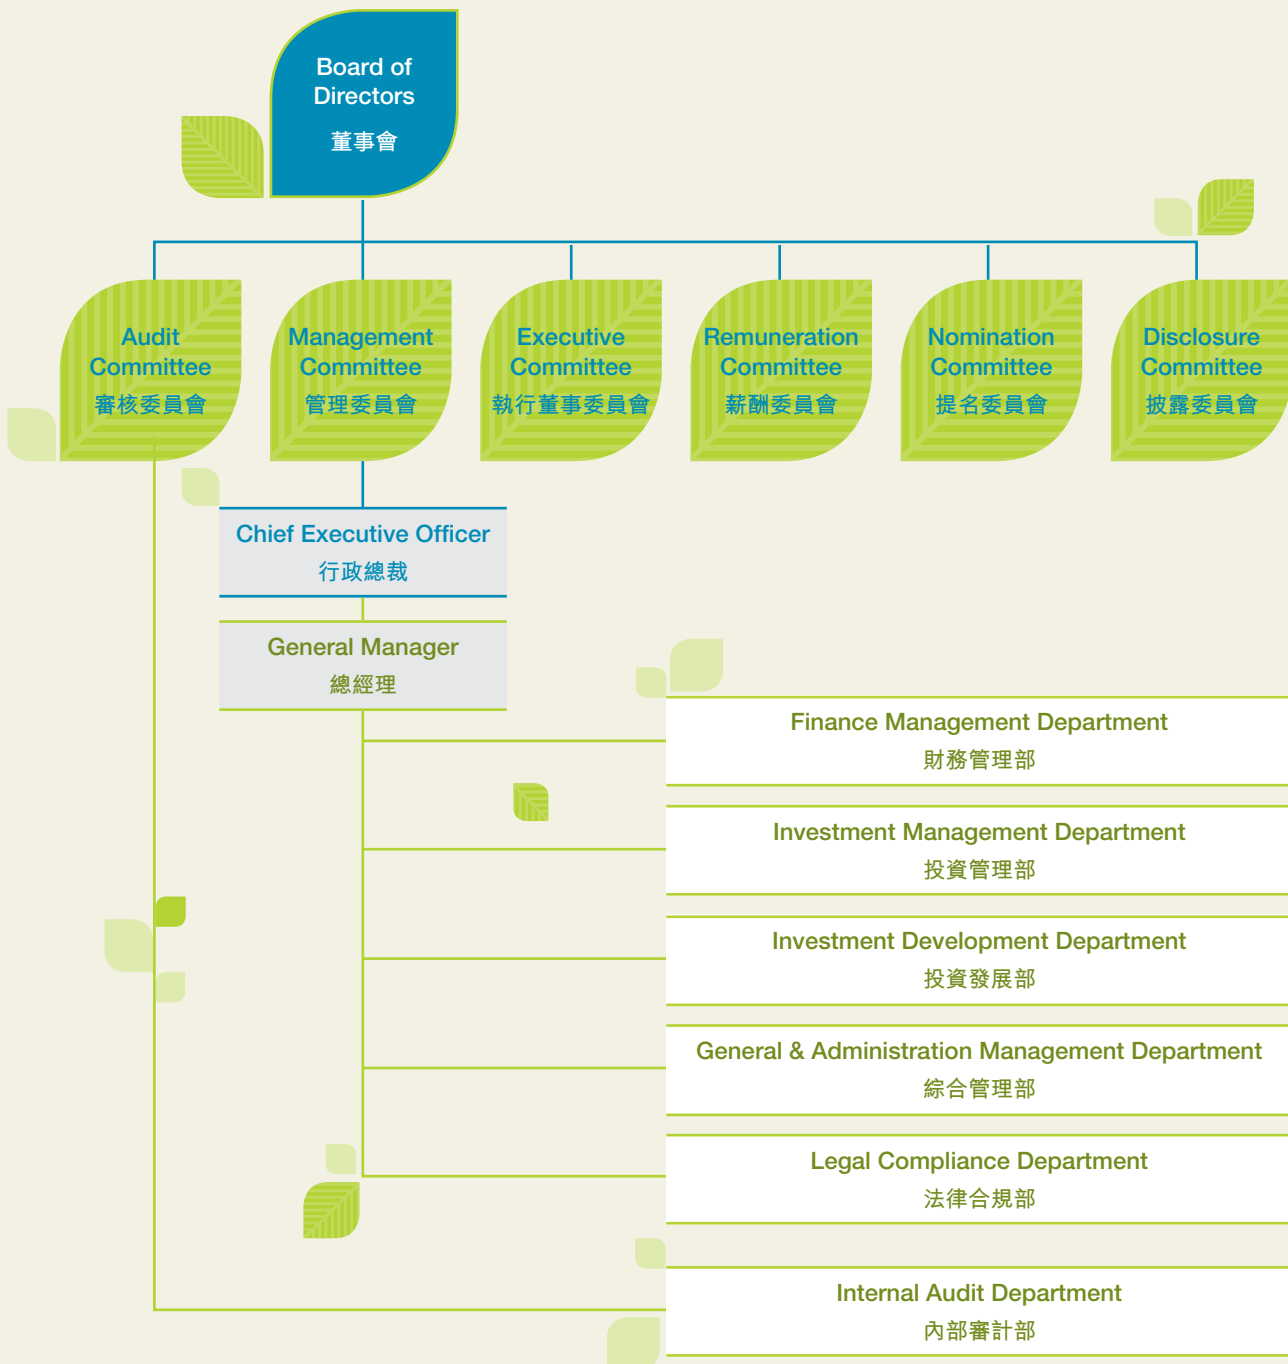 Board of
Directors
董事會
Audit
Committee
審核委員會
Management
Committee
管理委員會
Executive
Committee
執行董事委員會
Remuneration
Committee
薪酬委員會
Nomination
Committee
提名委員會
Disclosure
Committee
披露委員會
Chief Executive Officer
行政總裁
General Manager
總經理
Finance Management Department
財務管理部
Investment Management Department
投資管理部
Investment Development Department
投資發展部
General & Administration Management Department
綜合管理部
Legal Compliance Department
法律合規部
Internal Audit Department
內部審計部